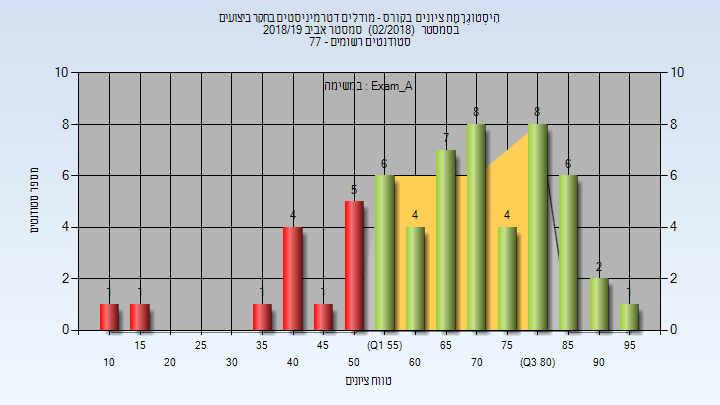 היסטוגרמת ציונים בקורס - מודלים דטרמיניסטים בחקר ביצועים
בסמסטר (02/2018) סמסטר אביב 2018/19
סטודנטים רשומים - 77
במשימה : Exam_A
מספר סטודנטים
10 10
8 8
6 6
4 4
2 2
0 0
1 1 1 4 1 5 6 4 7 8 4 8 6 2 1
15 25 35 45 (Q1 55) 65 75 85 95
10 20 30 40 50 60 70 (Q3 80) 90
טווח ציונים